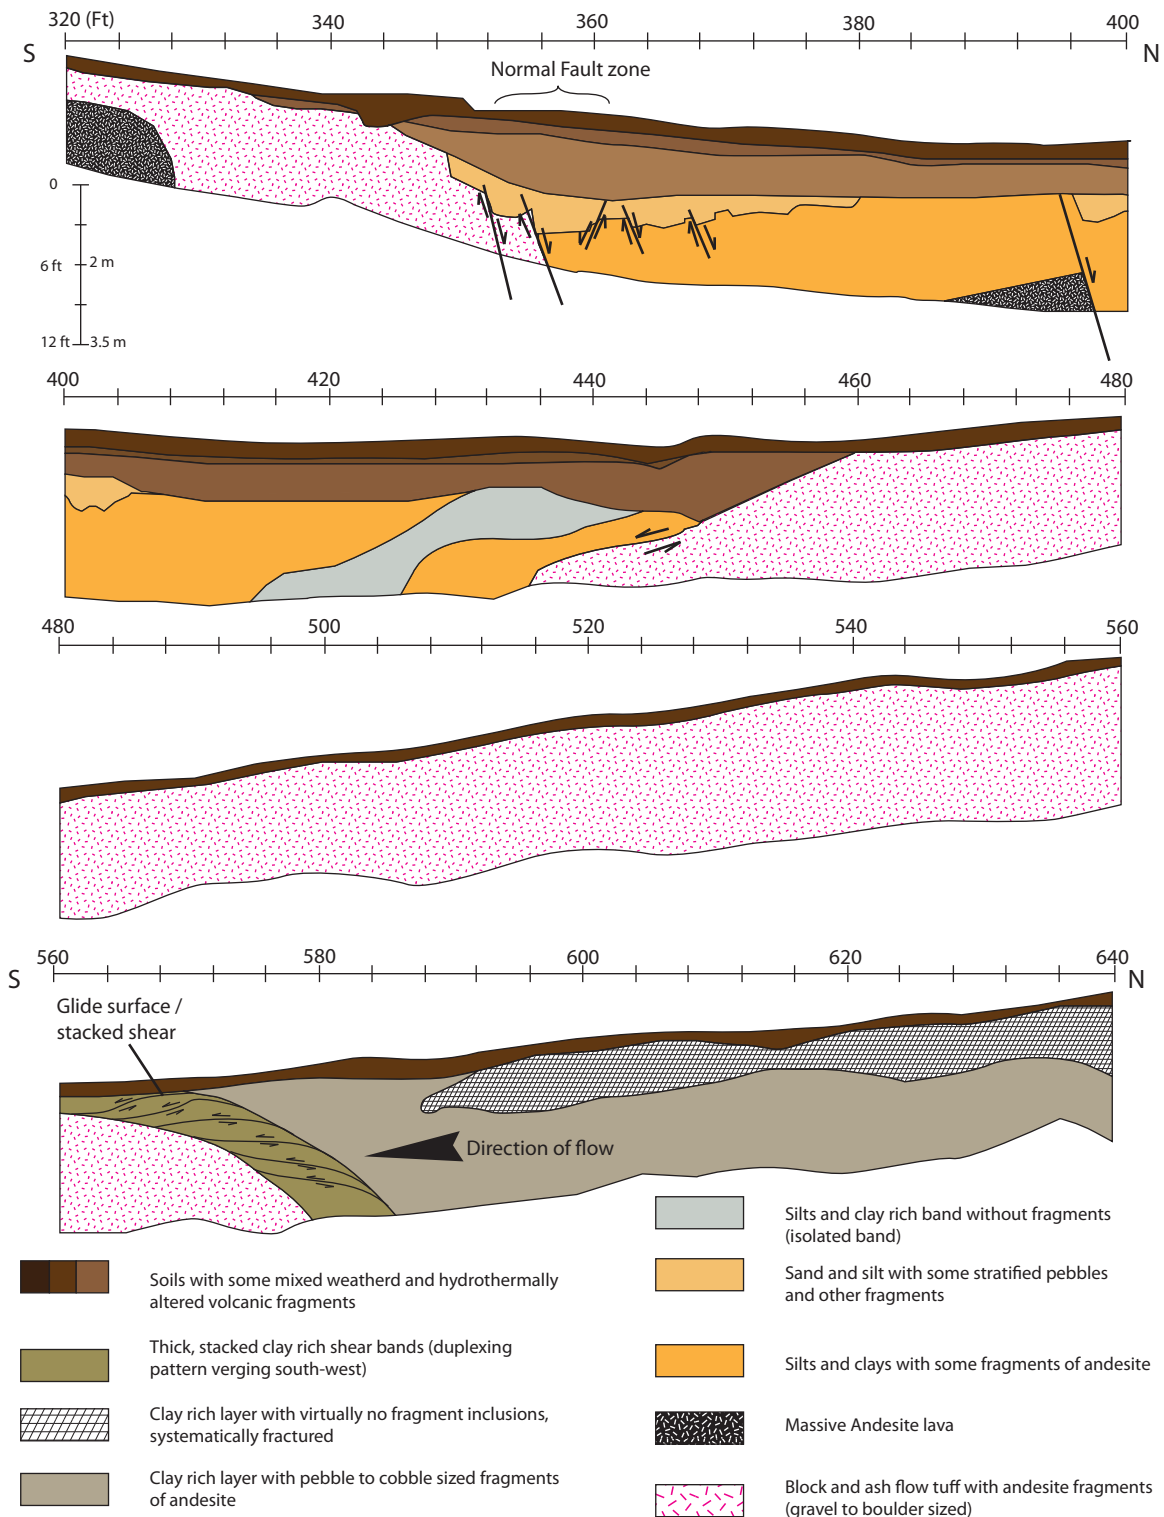 320 (Ft) 340 360 380 400
S N
Normal Fault zone
0
6 ft 2 m
12 ft 3.5 m
400 420 440 460 480
480 500 520 540 560
560 580 600 620 640
S N
Glide surface /
stacked shear
Direction of flow
Soils with some mixed weatherd and hydrothermally
altered volcanic fragments
Thick, stacked clay rich shear bands (duplexing
pattern verging south-west)
Clay rich layer with virtually no fragment inclusions,
systematically fractured
Clay rich layer with pebble to cobble sized fragments
of andesite
Silts and clay rich band without fragments
(isolated band)
Sand and silt with some stratified pebbles
and other fragments
Silts and clays with some fragments of andesite
Massive Andesite lava
Block and ash flow tuff with andesite fragments
(gravel to boulder sized)